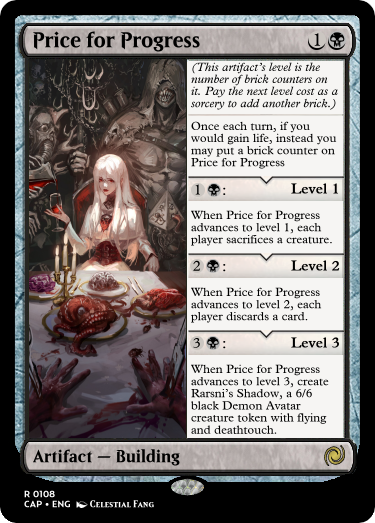 Price for Progress 1
(This artifact's level is the
number of brick counters on
it. Pay the next level cost as a
sorcery to add another brick.)
Once each turn, if you
would gain life, instead you
may put a brick counter on
Price for Progress
1 : Level 1
When Price for Progress
advances to level 1, each
player sacrifices a creature.
2 : Level 2
When Price for Progress
advances to level 2, each
player discards a card.
3 : Level 3
When Price for Progress
advances to level 3, create
Rarsni's Shadow, a 6/6
black Demon Avatar
creature token with flying
and deathtouch.
Artifact — Building
R 0108
CAP • ENG Celestial Fang